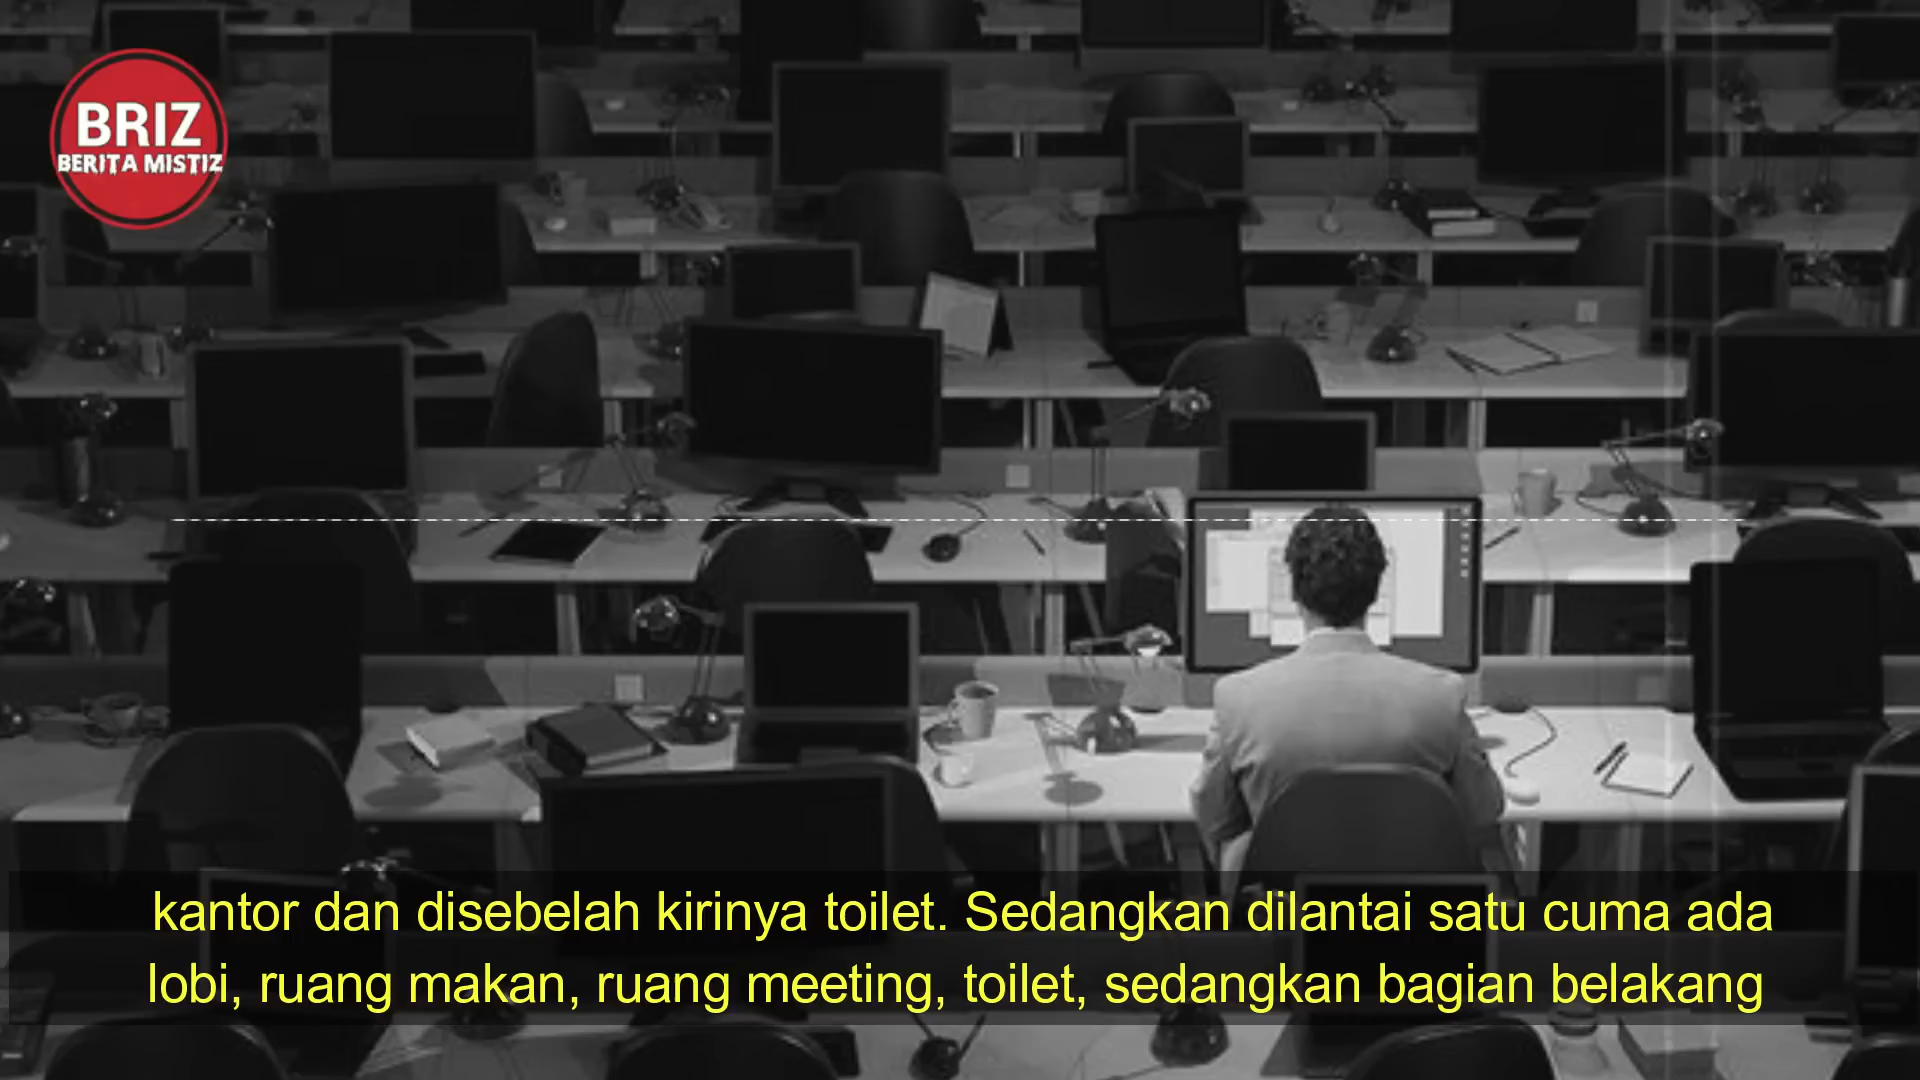 BRIZ
BERITA MISTIZ
kantor dan disebelah kirinya toilet. Sedangkan dilantai satu cuma ada
lobi, ruang makan, ruang meeting, toilet, sedangkan bagian belakang